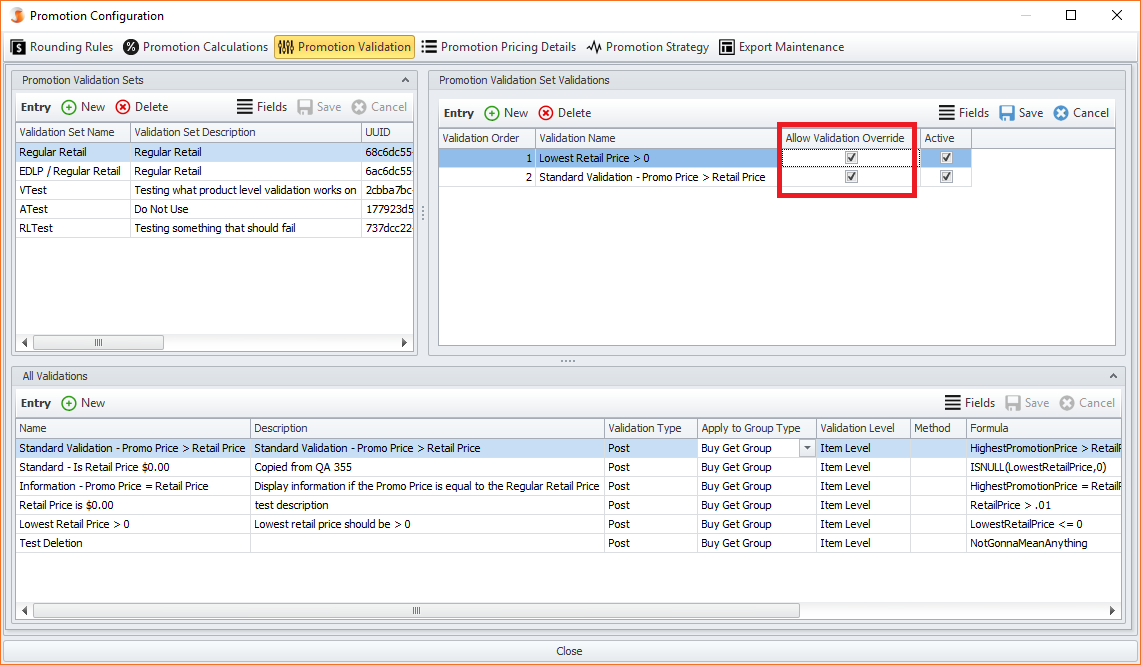 Promotion Configuration
Rounding Rules Promotion Calculations Promotion Validation Promotion Pricing Details Promotion Strategy Export Maintenance
Promotion Validation Sets
Entry New Delete Fields Save Cancel
Validation Set Name Validation Set Description UUID
Regular Retail Regular Retail 68c6dc55-
EDLP / Regular Retail Regular Retail 6ac6dc55-
VTest Testing what product level validation works on 2cbba7bc-
ATest Do Not Use 177923d5
RLTest Testing something that should fail 737dcc22-
Promotion Validation Set Validations
Entry New Delete Fields Save Cancel
Validation Order Validation Name Allow Validation Override Active
1 Lowest Retail Price > 0
2 Standard Validation - Promo Price > Retail Price
All Validations
Entry New Fields Save Cancel
Name Description Validation Type Apply to Group Type Validation Level Method Formula
Standard Validation - Promo Price > Retail Price Standard Validation - Promo Price > Retail Price Post Buy Get Group Item Level HighestPromotionPrice > RetailP
Standard - Is Retail Price $0.00 Copied from QA 355 Post Buy Get Group Item Level ISNULL(LowestRetailPrice,0)
Information - Promo Price = Retail Price Display information if the Promo Price is equal to the Regular Retail Price Post Buy Get Group Item Level HighestPromotionPrice = RetailP
Retail Price is $0.00 test description Post Buy Get Group Item Level RetailPrice > .01
Lowest Retail Price > 0 Lowest retail price should be > 0 Post Buy Get Group Item Level LowestRetailPrice <= 0
Test Deletion Post Buy Get Group Item Level NotGonnaMeanAnything
Close